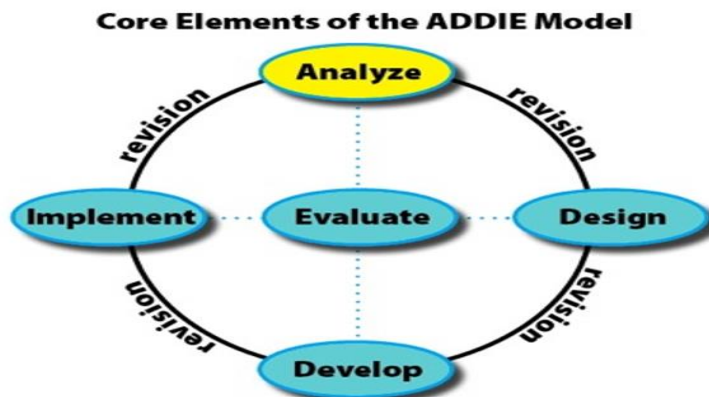 Core Elements of the ADDIE Model
Analyze
revision
revision
Implement
Evaluate
Design
revision
revision
Develop